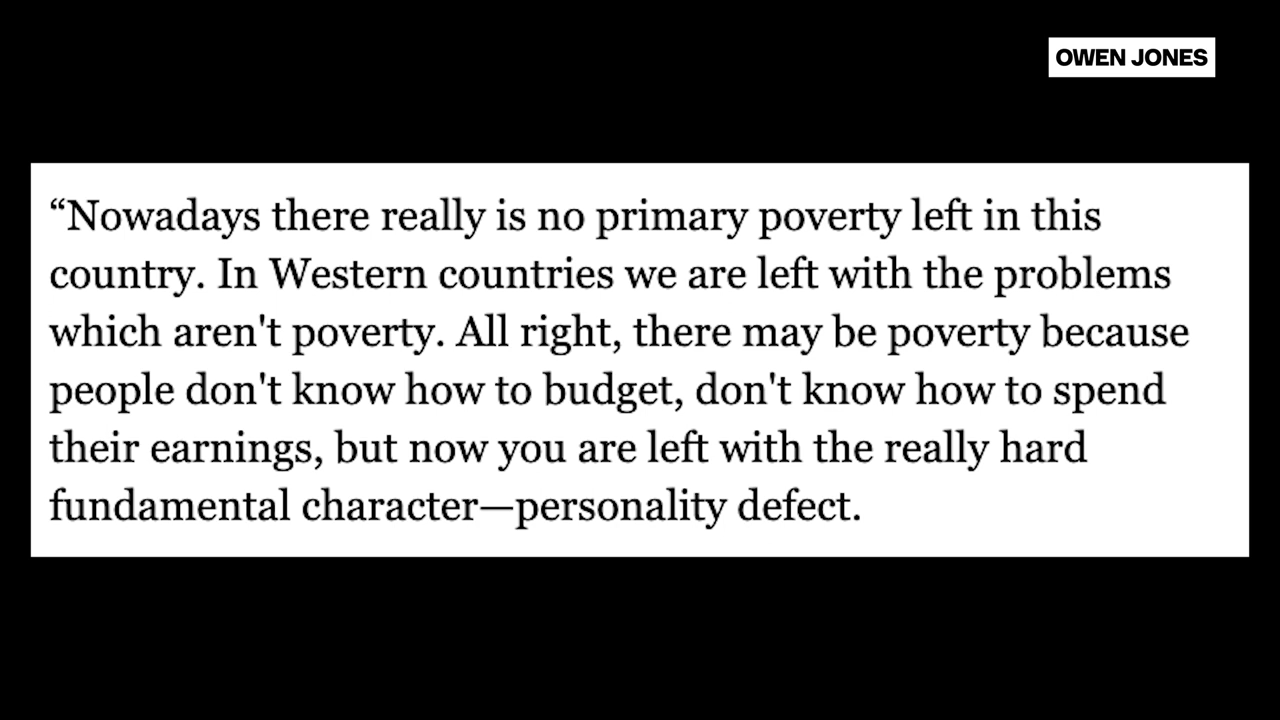 OWEN JONES
“Nowadays there really is no primary poverty left in this
country. In Western countries we are left with the problems
which aren't poverty. All right, there may be poverty because
people don't know how to budget, don't know how to spend
their earnings, but now you are left with the really hard
fundamental character—personality defect.